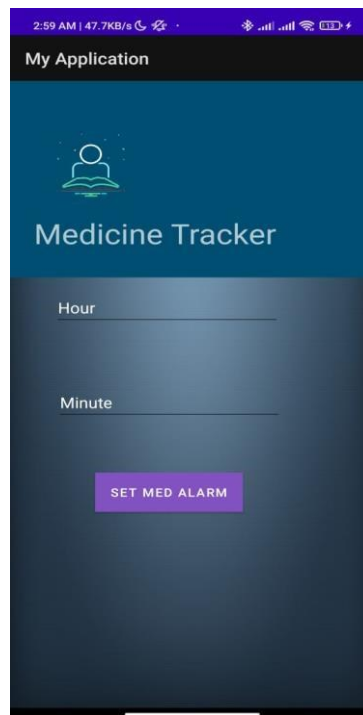 2:59 AM | 47.7KB/s
My Application
Medicine Tracker
Hour
Minute
SET MED ALARM